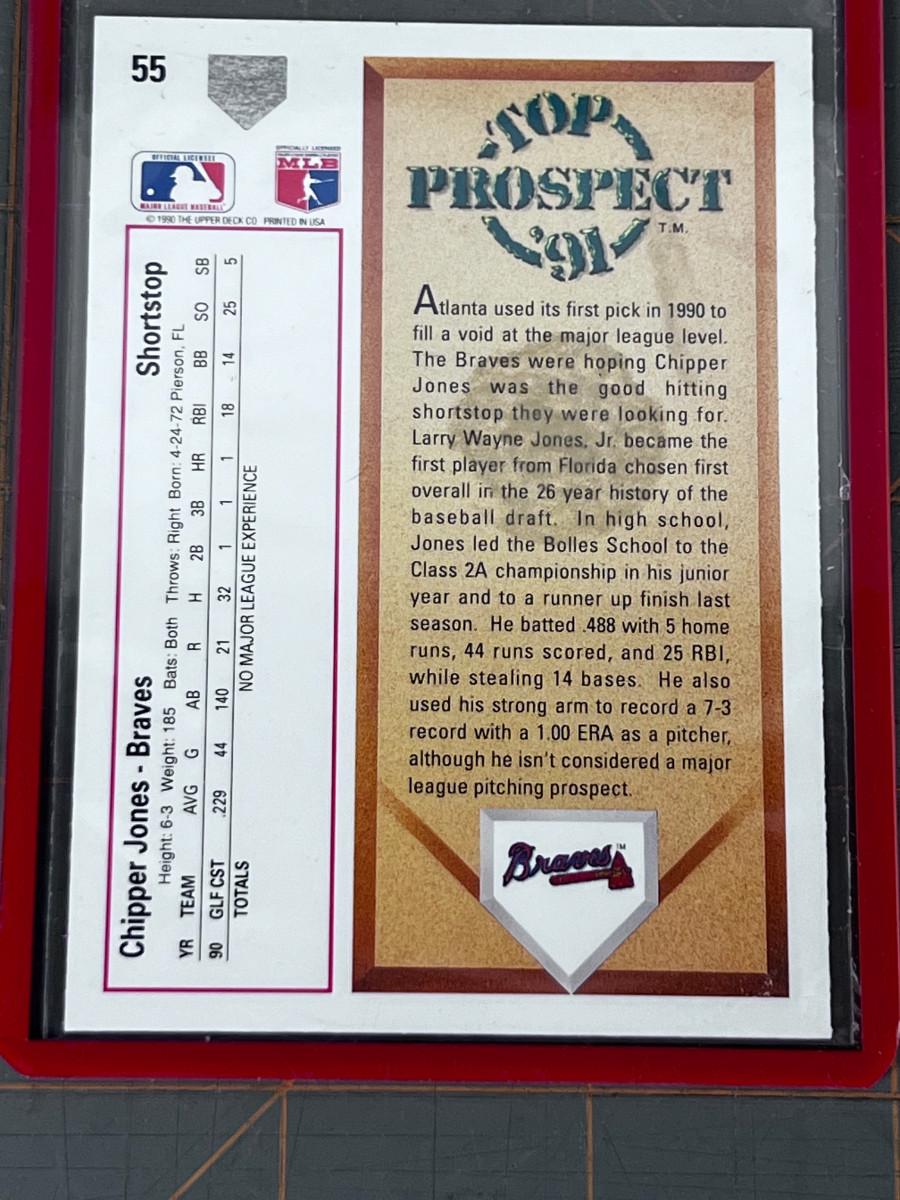 55
OFFICIAL LICENSEE
MAJOR LEAGUE BASEBALL
OFFICIALLY LICENSED
MLB
© 1990 THE UPPER DECK CO. PRINTED IN USA
Chipper Jones - Braves Shortstop
Height: 6-3 Weight: 185 Bats: Both Throws: Right Born: 4-24-72 Pierson, FL
YR TEAM AVG G AB R H 2B 3B HR RBI BB SO SB
90 GLF CST .229 44 140 21 32 1 1 1 18 14 25 5
TOTALS NO MAJOR LEAGUE EXPERIENCE
TOP
PROSPECT
'91
T.M.
Atlanta used its first pick in 1990 to
fill a void at the major league level.
The Braves were hoping Chipper
Jones was the good hitting
shortstop they were looking for.
Larry Wayne Jones, Jr. became the
first player from Florida chosen first
overall in the 26 year history of the
baseball draft. In high school,
Jones led the Bolles School to the
Class 2A championship in his junior
year and to a runner up finish last
season. He batted .488 with 5 home
runs, 44 runs scored, and 25 RBI,
while stealing 14 bases. He also
used his strong arm to record a 7-3
record with a 1.00 ERA as a pitcher,
although he isn't considered a major
league pitching prospect.
Braves™